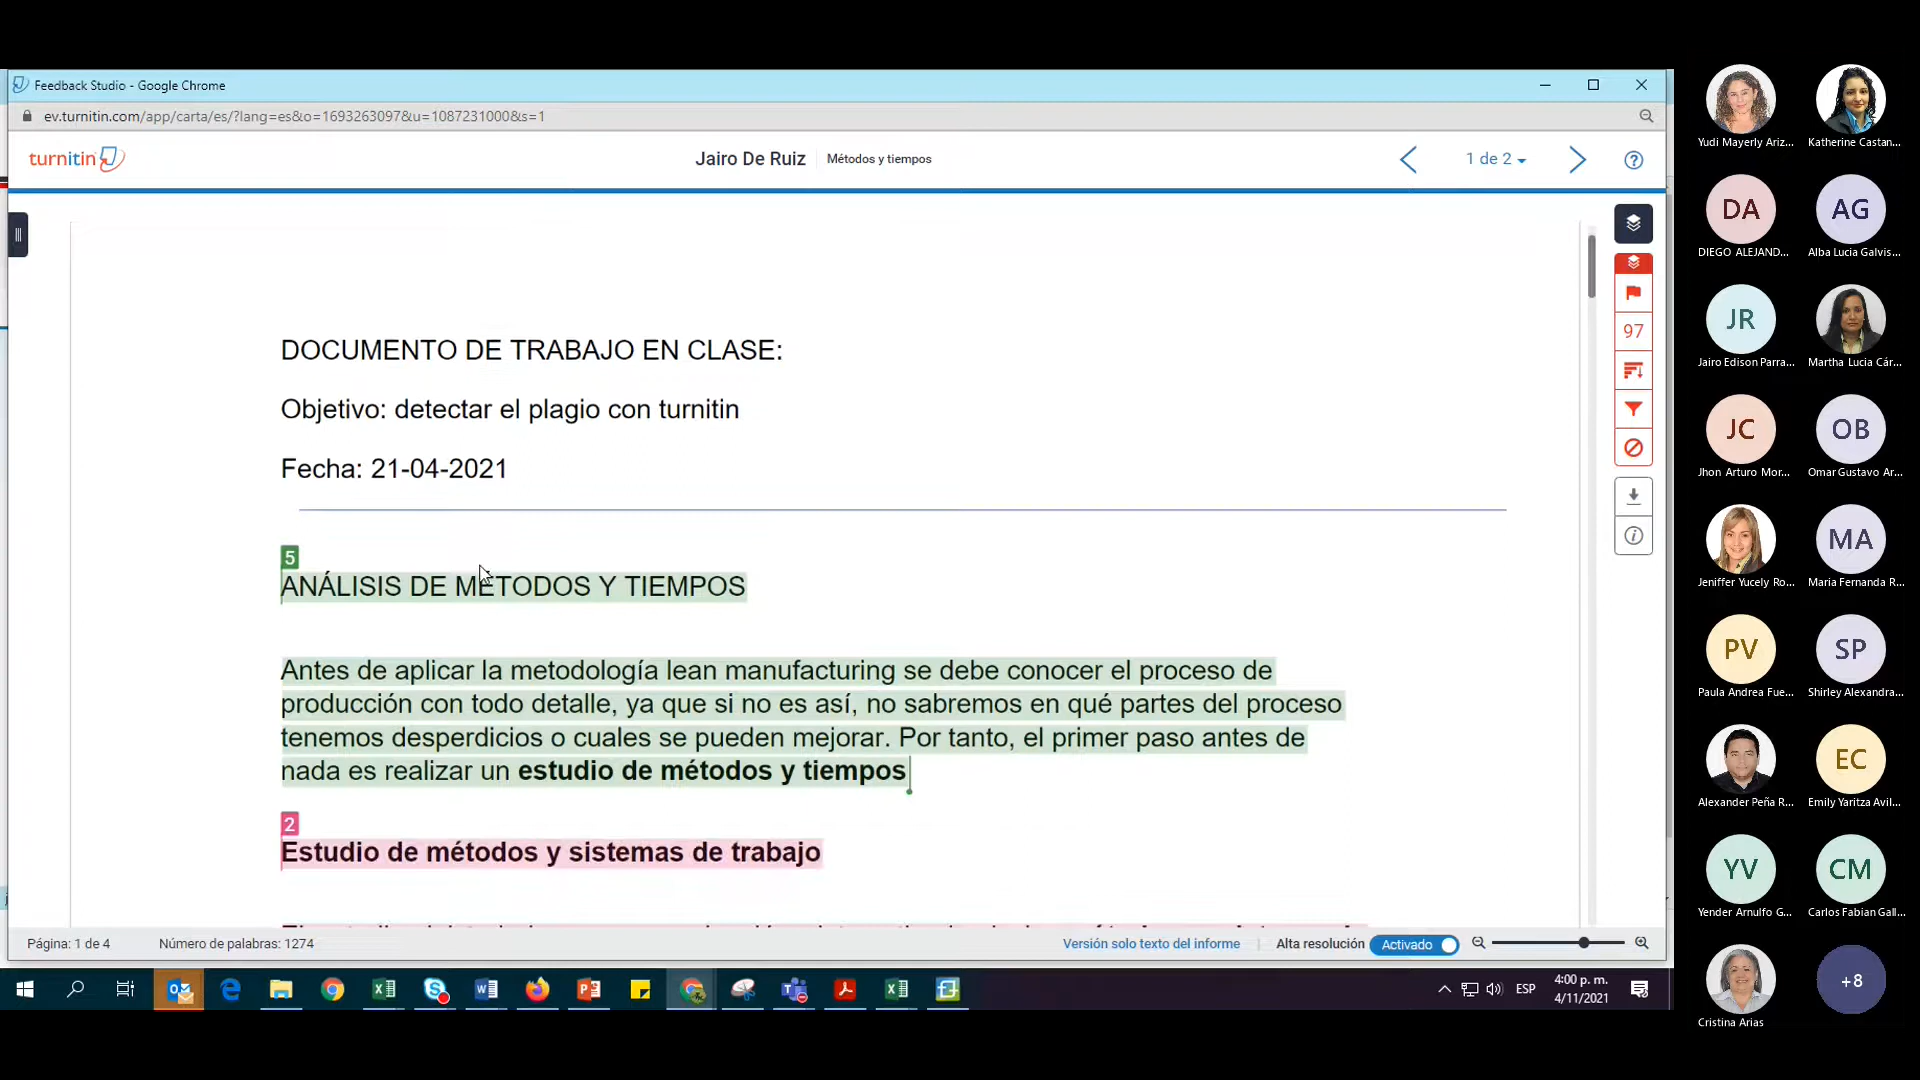 Feedback Studio - Google Chrome
ev.turnitin.com/app/carta/es/?lang=es&o=1693263097&u=1087231000&s=1
turnitin
Jairo De Ruiz
Métodos y tiempos
1 de 2
97
DOCUMENTO DE TRABAJO EN CLASE:
Objetivo: detectar el plagio con turnitin
Fecha: 21-04-2021
5
ANÁLISIS DE MÉTODOS Y TIEMPOS
Antes de aplicar la metodología lean manufacturing se debe conocer el proceso de
producción con todo detalle, ya que si no es así, no sabremos en qué partes del proceso
tenemos desperdicios o cuales se pueden mejorar. Por tanto, el primer paso antes de
nada es realizar un estudio de métodos y tiempos
2
Estudio de métodos y sistemas de trabajo
Página: 1 de 4
Número de palabras: 1274
Versión solo texto del informe
Alta resolución
Activado
ESP
4:00 p. m.
4/11/2021
Yudi Mayerly Ariz...
Katherine Castan...
DA
DIEGO ALEJAND...
AG
Alba Lucia Galvis...
JR
Jairo Edison Parra...
Martha Lucia Cár...
JC
Jhon Arturo Mor...
OB
Omar Gustavo Ar...
Jeniffer Yucely Ro...
MA
Maria Fernanda R...
PV
Paula Andrea Fue...
SP
Shirley Alexandra...
Alexander Peña R...
EC
Emily Yaritza Avil...
YV
Yender Arnulfo G...
CM
Carlos Fabian Gall...
Cristina Arias
+8